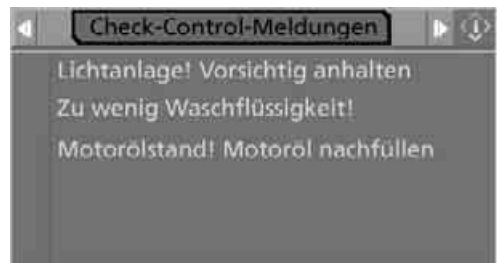 Check-Control-Meldungen
Lichtanlage! Vorsichtig anhalten
Zu wenig Waschflüssigkeit!
Motorölstand! Motoröl nachfüllen